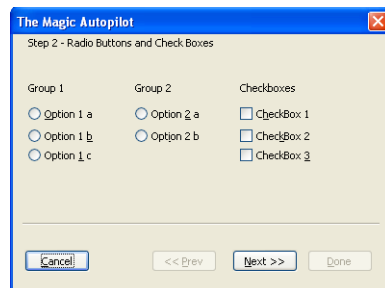 The Magic Autopilot
Step 2 - Radio Buttons and Check Boxes
Group 1 Group 2 Checkboxes
Option 1 a Option 2 a CheckBox 1
Option 1 b Option 2 b CheckBox 2
Option 1 c CheckBox 3
Cancel << Prev Next >> Done